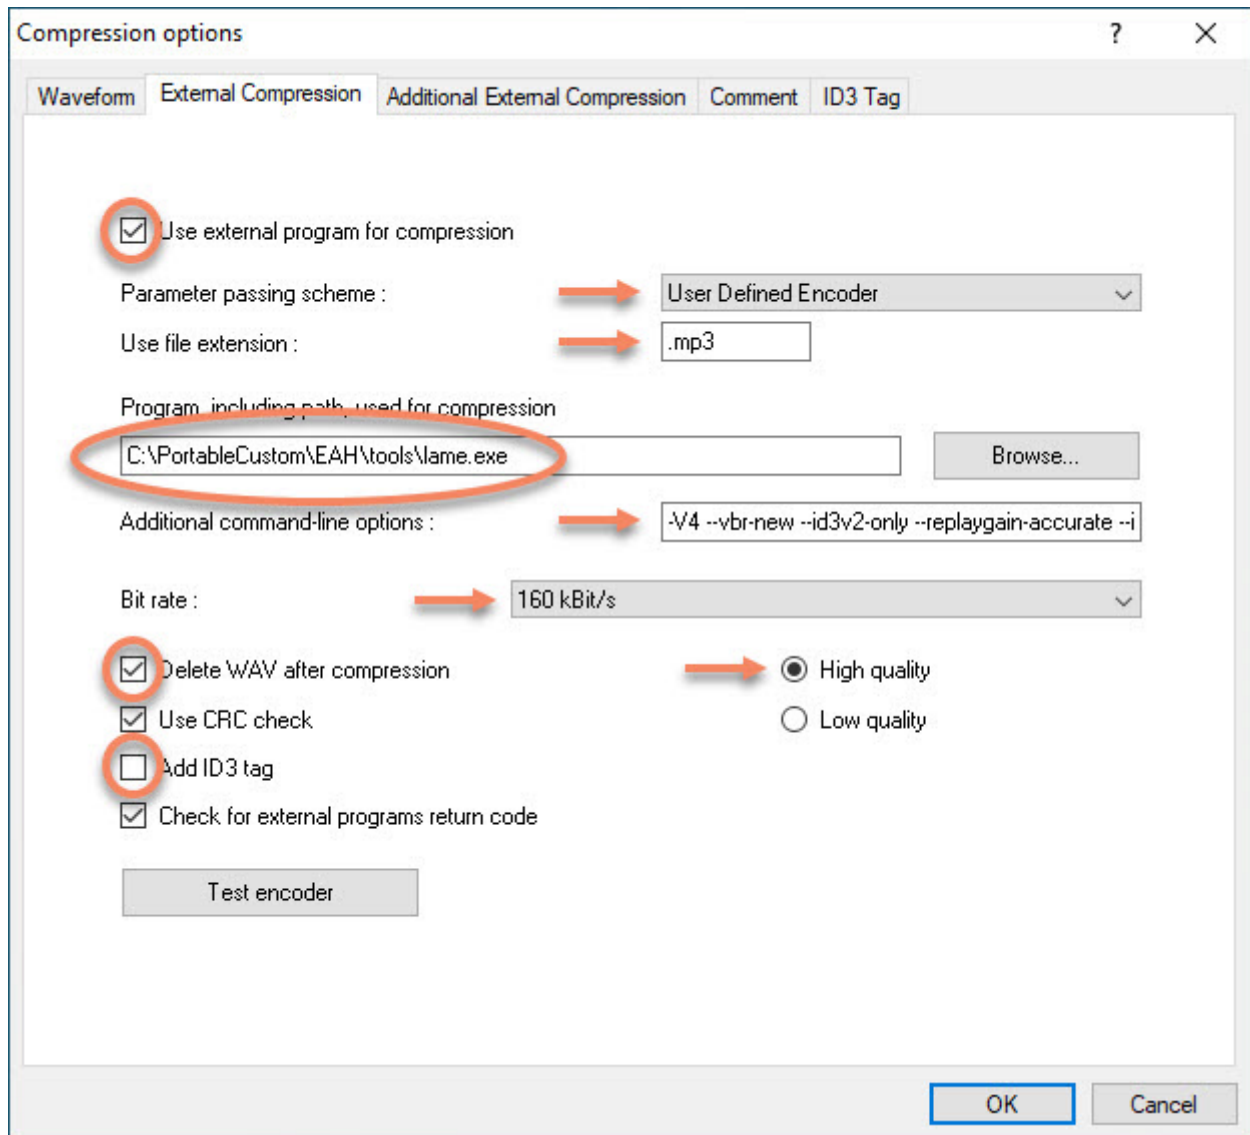 Compression options
Waveform External Compression Additional External Compression Comment ID3 Tag
Use external program for compression
Parameter passing scheme : User Defined Encoder
Use file extension : .mp3
Program, including path, used for compression
C:\PortableCustom\EAH\tools\lame.exe Browse...
Additional command-line options : -V4 --vbr-new --id3v2-only --replaygain-accurate --i
Bit rate : 160 kBit/s
Delete WAV after compression High quality
Use CRC check Low quality
Add ID3 tag
Check for external programs return code
Test encoder
OK Cancel